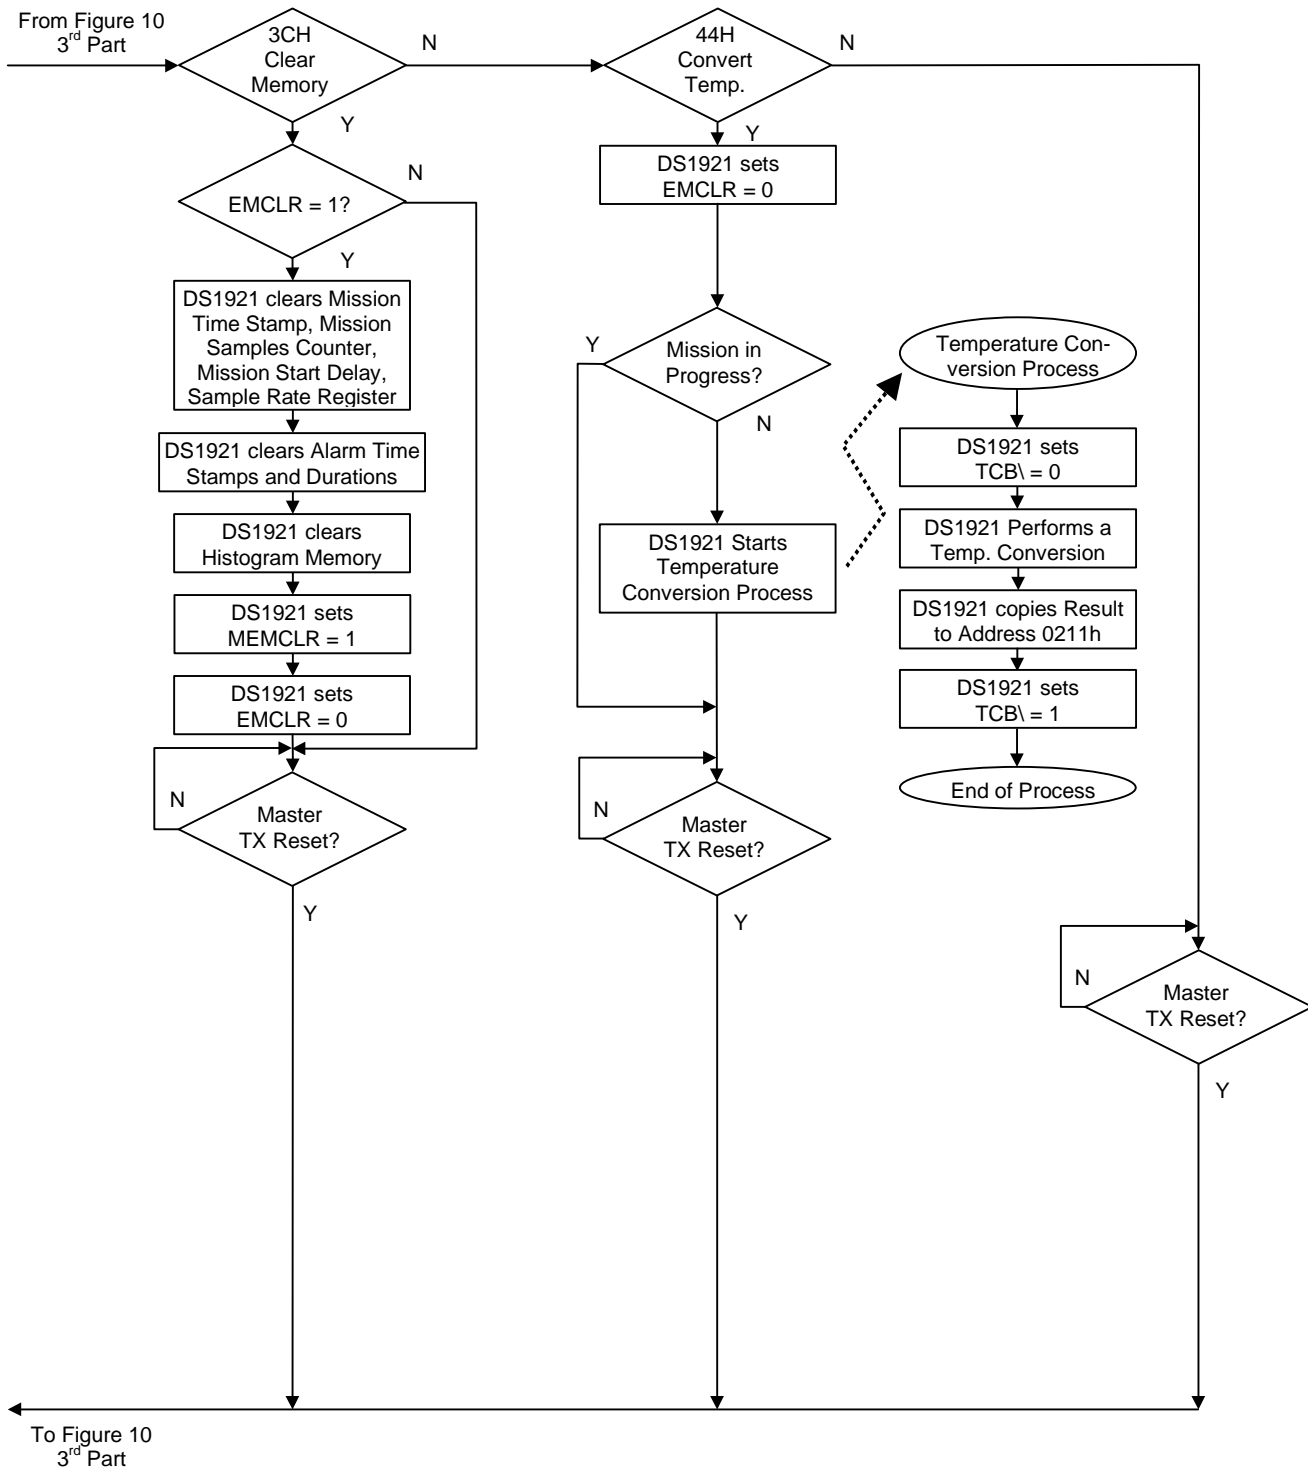 From Figure 10
3rd Part
3CH
Clear
Memory
N
Y
44H
Convert
Temp.
N
Y
EMCLR = 1?
N
Y
DS1921 sets
EMCLR = 0
DS1921 clears Mission
Time Stamp, Mission
Samples Counter,
Mission Start Delay,
Sample Rate Register
Mission in
Progress?
Y
N
Temperature Con-
version Process
DS1921 clears Alarm Time
Stamps and Durations
DS1921 sets
TCB\ = 0
DS1921 clears
Histogram Memory
DS1921 Starts
Temperature
Conversion Process
DS1921 Performs a
Temp. Conversion
DS1921 sets
MEMCLR = 1
DS1921 copies Result
to Address 0211h
DS1921 sets
EMCLR = 0
DS1921 sets
TCB\ = 1
N
Master
TX Reset?
Y
N
Master
TX Reset?
Y
End of Process
N
Master
TX Reset?
Y
To Figure 10
3rd Part